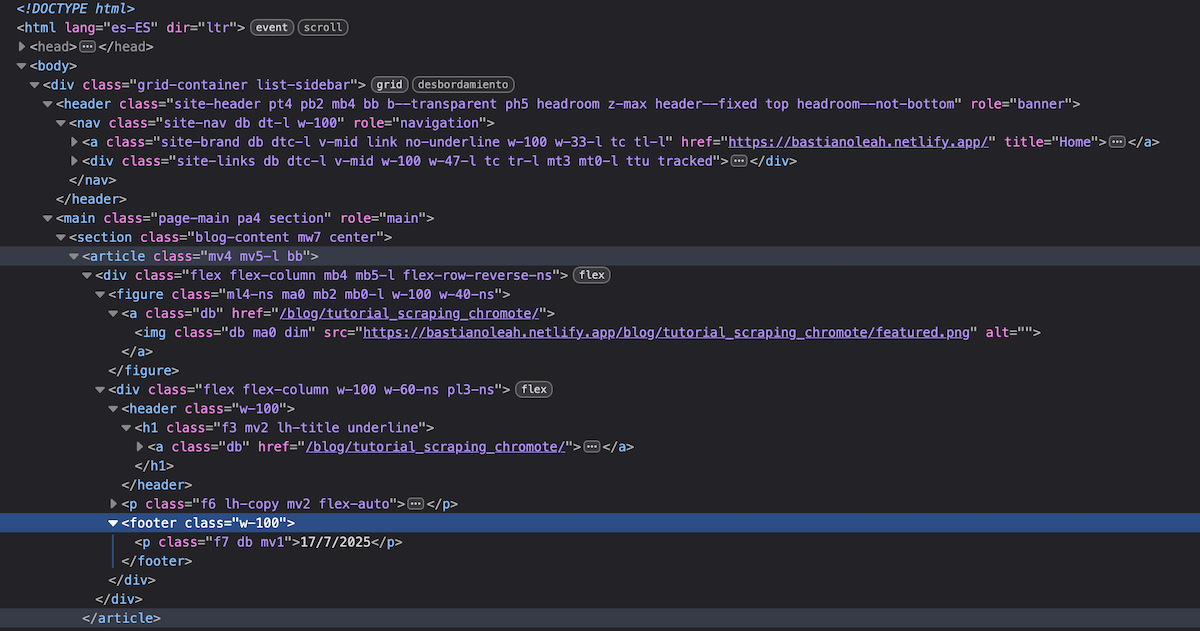 <!DOCTYPE html>
<html lang="es-ES" dir="ltr"> event scroll
<head>⋯</head>
<body>
<div class="grid-container list-sidebar"> grid desbordamiento
<header class="site-header pt4 pb2 mb4 bb b--transparent ph5 headroom z-max header--fixed top headroom--not-bottom" role="banner">
<nav class="site-nav db dt-l w-100" role="navigation">
<a class="site-brand db dtc-l v-mid link no-underline w-100 w-33-l tc tl-l" href="https://bastianoleah.netlify.app/" title="Home">⋯</a>
<div class="site-links db dtc-l v-mid w-100 w-47-l tc tr-l mt3 mt0-l ttu tracked">⋯</div>
</nav>
</header>
<main class="page-main pa4 section" role="main">
<section class="blog-content mw7 center">
<article class="mv4 mv5-l bb">
<div class="flex flex-column mb4 mb5-l flex-row-reverse-ns"> flex
<figure class="ml4-ns ma0 mb2 mb0-l w-100 w-40-ns">
<a class="db" href="/blog/tutorial_scraping_chromote/">
<img class="db ma0 dim" src="https://bastianoleah.netlify.app/blog/tutorial_scraping_chromote/featured.png" alt="">
</a>
</figure>
<div class="flex flex-column w-100 w-60-ns pl3-ns"> flex
<header class="w-100">
<h1 class="f3 mv2 lh-title underline">
<a class="db" href="/blog/tutorial_scraping_chromote/">⋯</a>
</h1>
</header>
<p class="f6 lh-copy mv2 flex-auto">⋯</p>
<footer class="w-100">
<p class="f7 db mv1">17/7/2025</p>
</footer>
</div>
</div>
</article>